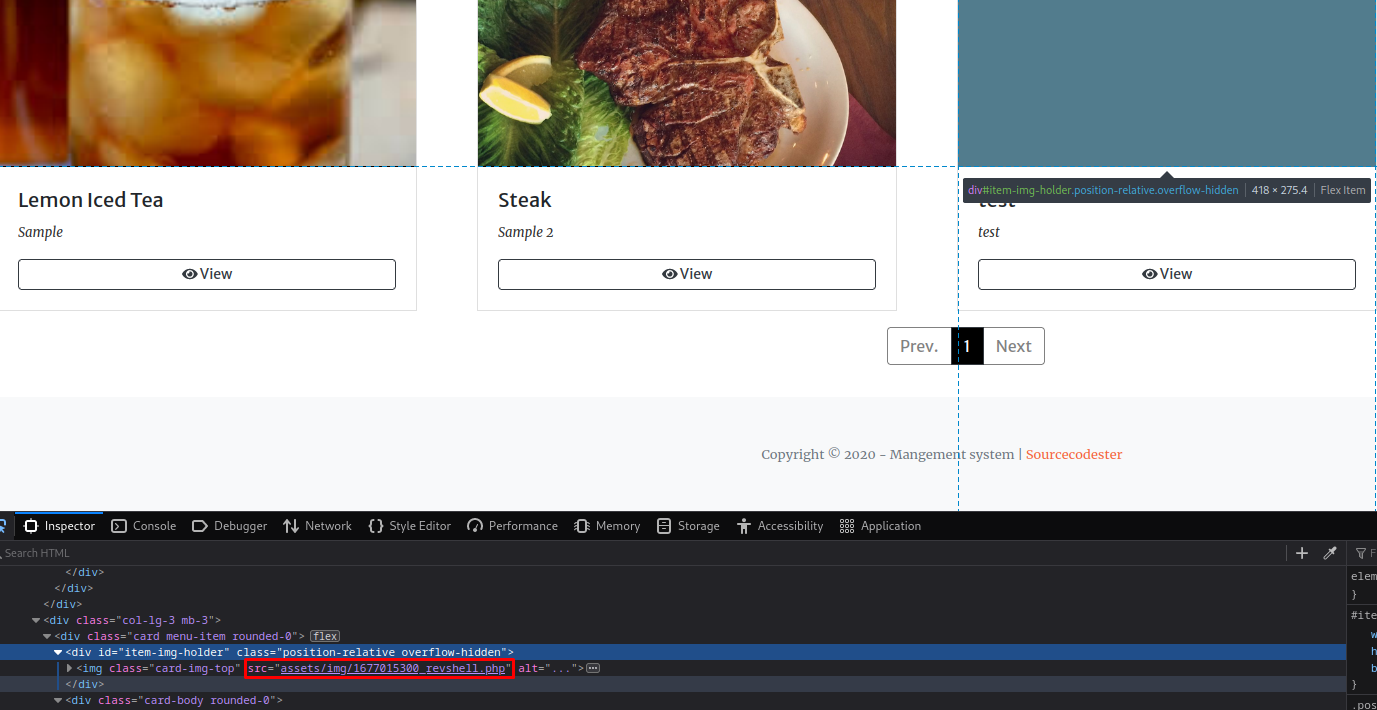 Lemon Iced Tea
Sample
View
Steak
Sample 2
View
div#item-img-holder.position-relative.overflow-hidden 418 × 275.4 Flex Item
test
test
View
Prev. 1 Next
Copyright © 2020 - Mangement system | Sourcecodester
Inspector Console Debugger Network Style Editor Performance Memory Storage Accessibility Application
Search HTML
</div>
</div>
</div>
<div class="col-lg-3 mb-3">
<div class="card menu-item rounded-0"> flex
<div id="item-img-holder" class="position-relative overflow-hidden">
<img class="card-img-top" src="assets/img/1677015300_revshell.php" alt="...">
</div>
<div class="card-body rounded-0">
elem
}
#ite
w
h
b
}
.pos